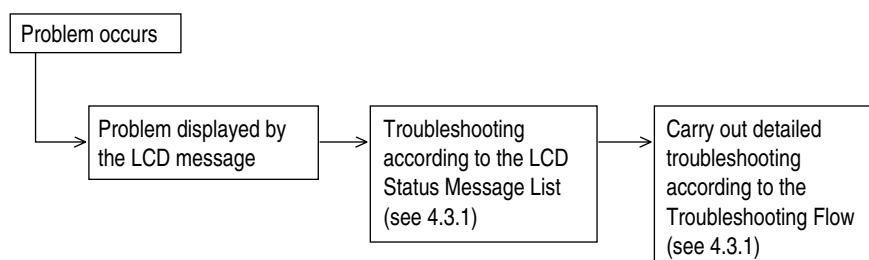 Problem occurs
Problem displayed by
the LCD message
Troubleshooting
according to the LCD
Status Message List
(see 4.3.1)
Carry out detailed
troubleshooting
according to the
Troubleshooting Flow
(see 4.3.1)